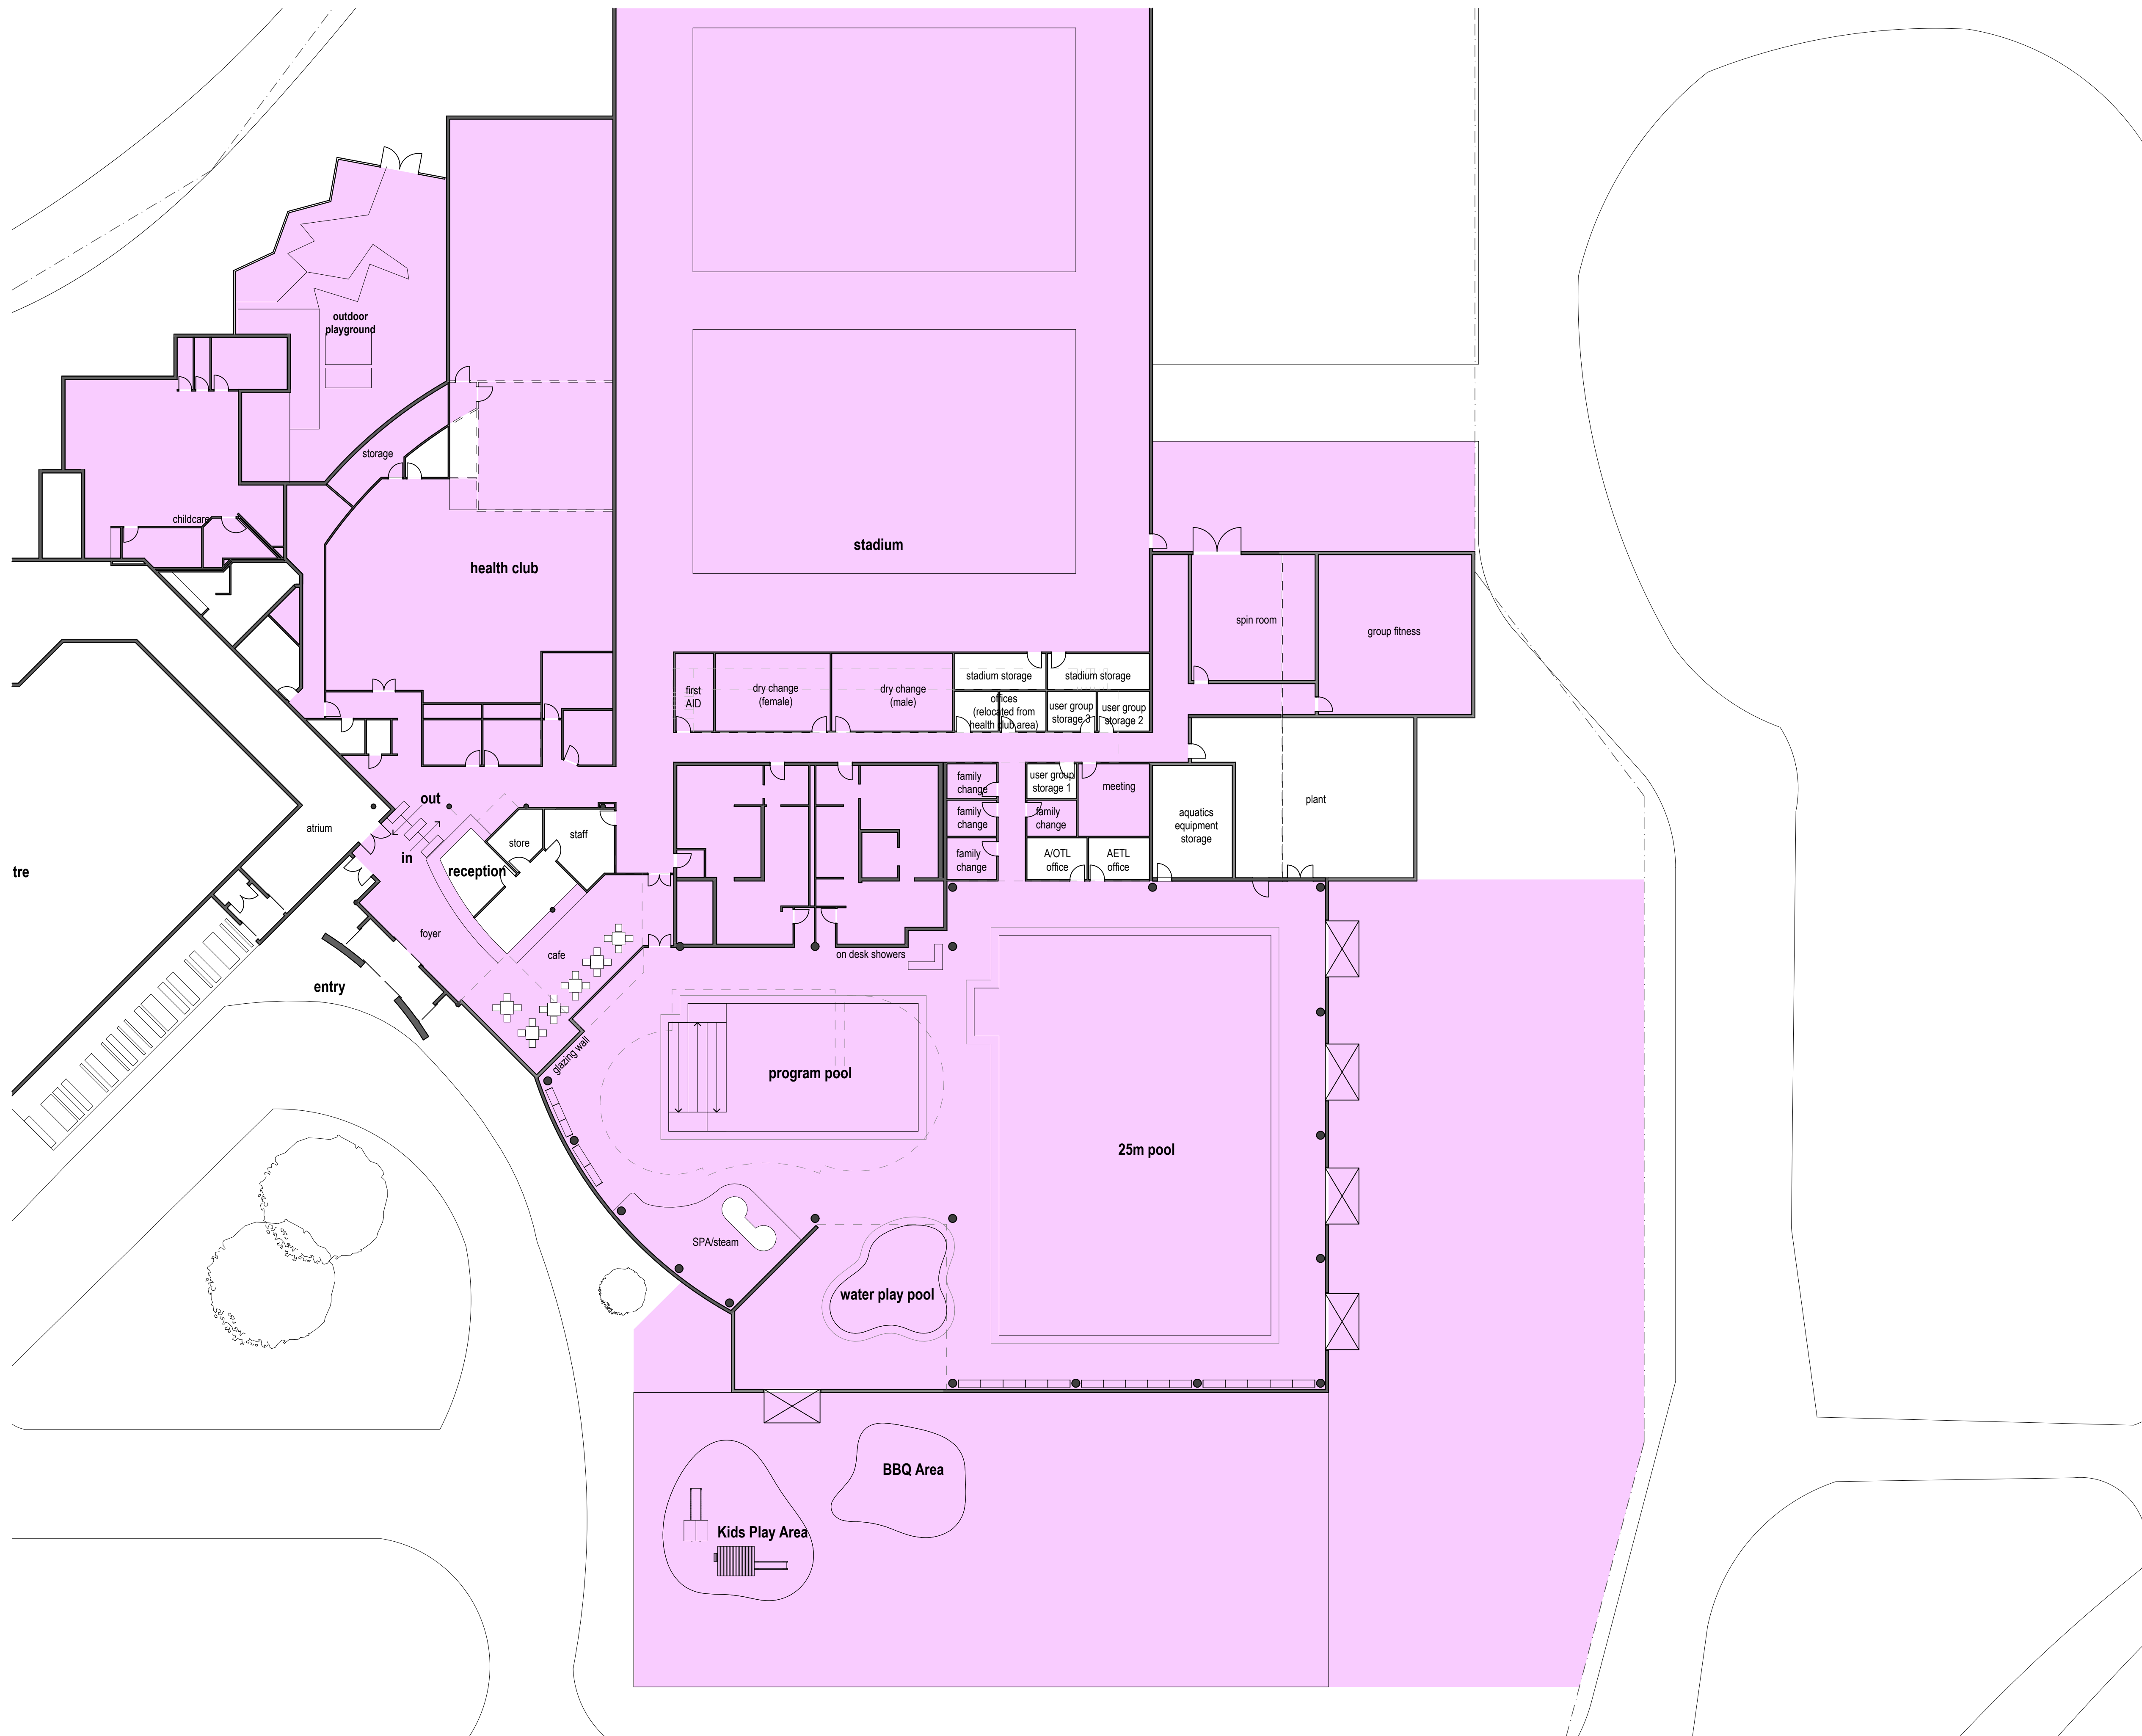 outdoor
playground
storage
childcare
health club
stadium
spin room
group fitness
first
AID
dry change
(female)
dry change
(male)
stadium storage
stadium storage
offices
(relocated from
health club area)
user group
storage 3
user group
storage 2
family
change
user group
storage 1
meeting
family
change
family
change
family
change
A/OTL
office
AETL
office
aquatics
equipment
storage
plant
out
in
atrium
store
staff
reception
tre
foyer
cafe
entry
on desk showers
glazing wall
program pool
25m pool
SPA/steam
water play pool
BBQ Area
Kids Play Area